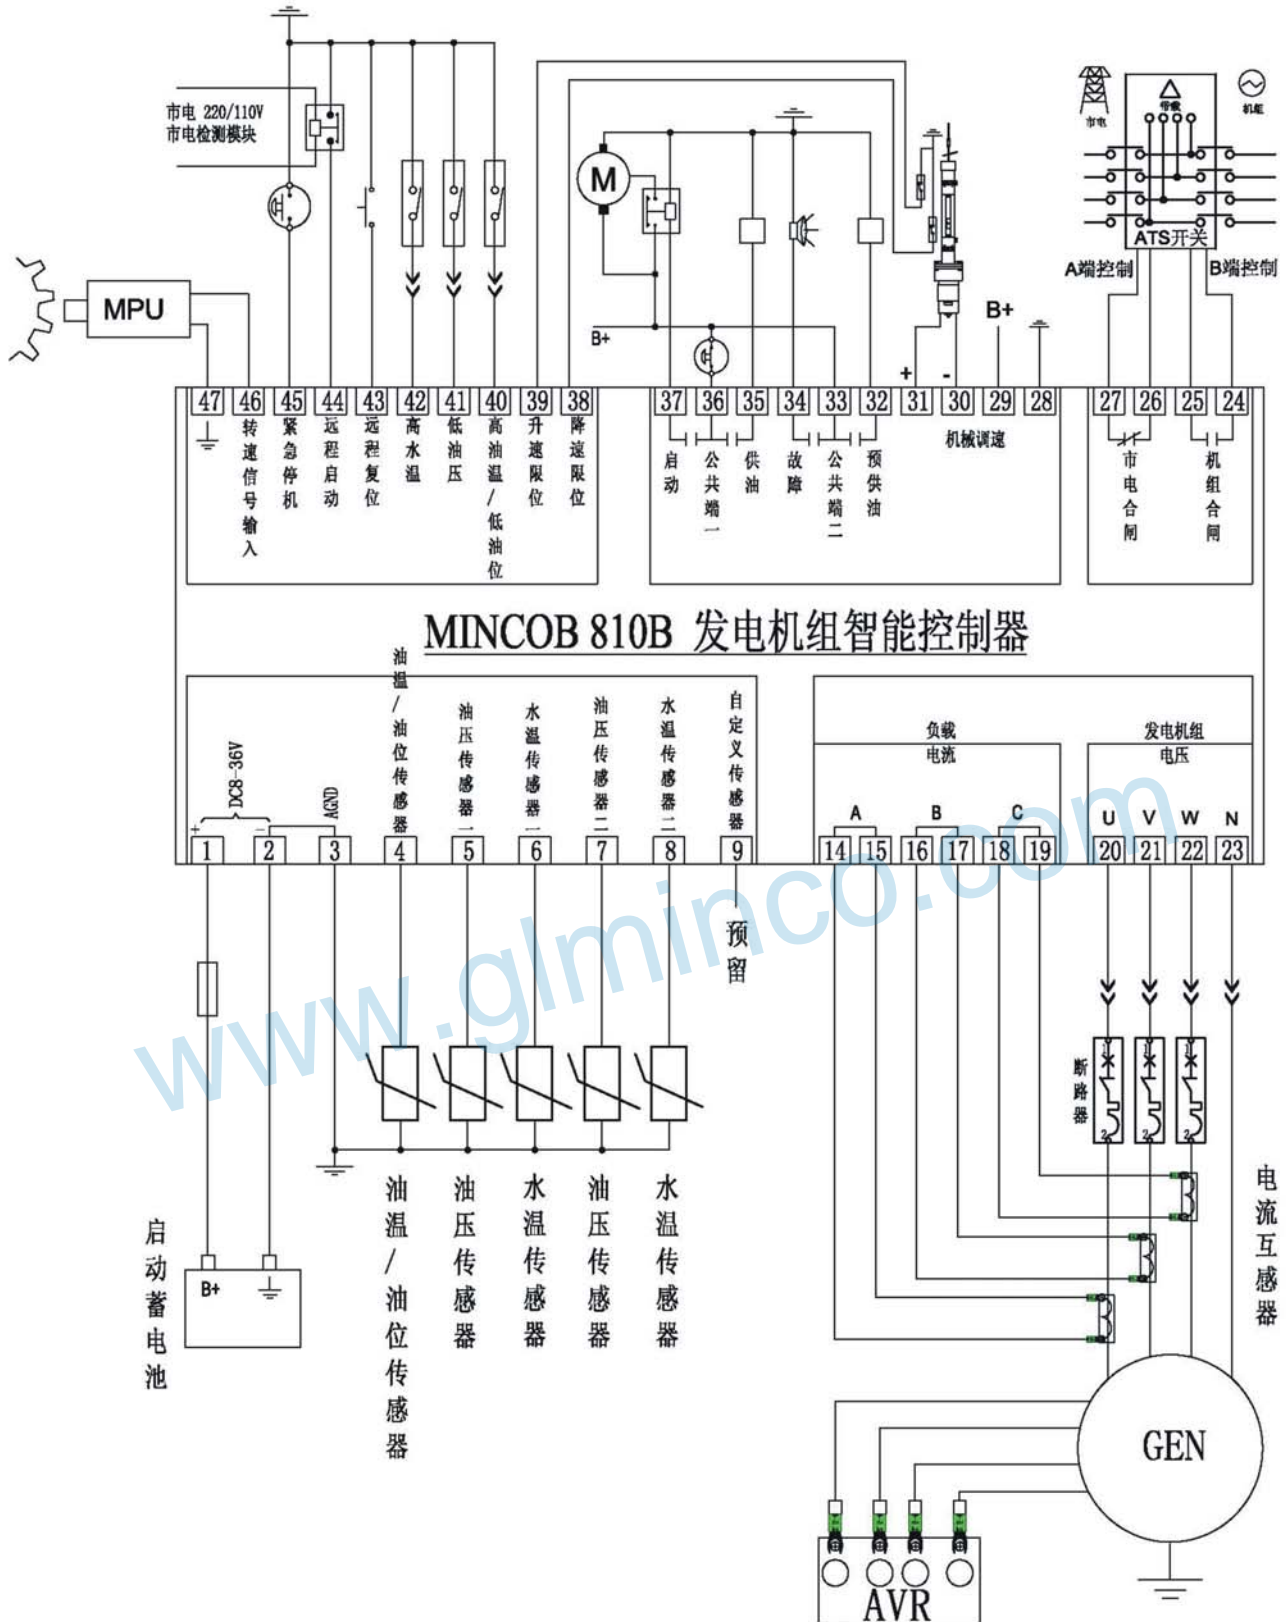 市电 220/110V
市电检测模块
市电
带载
机组
M
ATS开关
A端控制
B端控制
MPU
B+
B+
+
-
47 46 45 44 43 42 41 40 39 38
37 36 35 34 33 32 31 30 29 28
27 26 25 24
转速信号输入
紧急停机
远程启动
远程复位
高水温
低油压
高油温/低油位
升速限位
降速限位
启动
公共端一
供油
故障
公共端二
预供油
机械调速
市电合闸
机组合闸
MINCOB 810B 发电机组智能控制器
DC8-36V
+
-
AGND
油温/油位传感器
油压传感器一
水温传感器一
油压传感器二
水温传感器二
自定义传感器
负载
电流
A B C
发电机组
电压
U V W N
1 2 3 4 5 6 7 8 9
14 15 16 17 18 19
20 21 22 23
预留
www.glminco.com
断路器
1 1 1
2 2 2
启动蓄电池
B+
油温/油位传感器
油压传感器
水温传感器
油压传感器
水温传感器
电流互感器
GEN
AVR